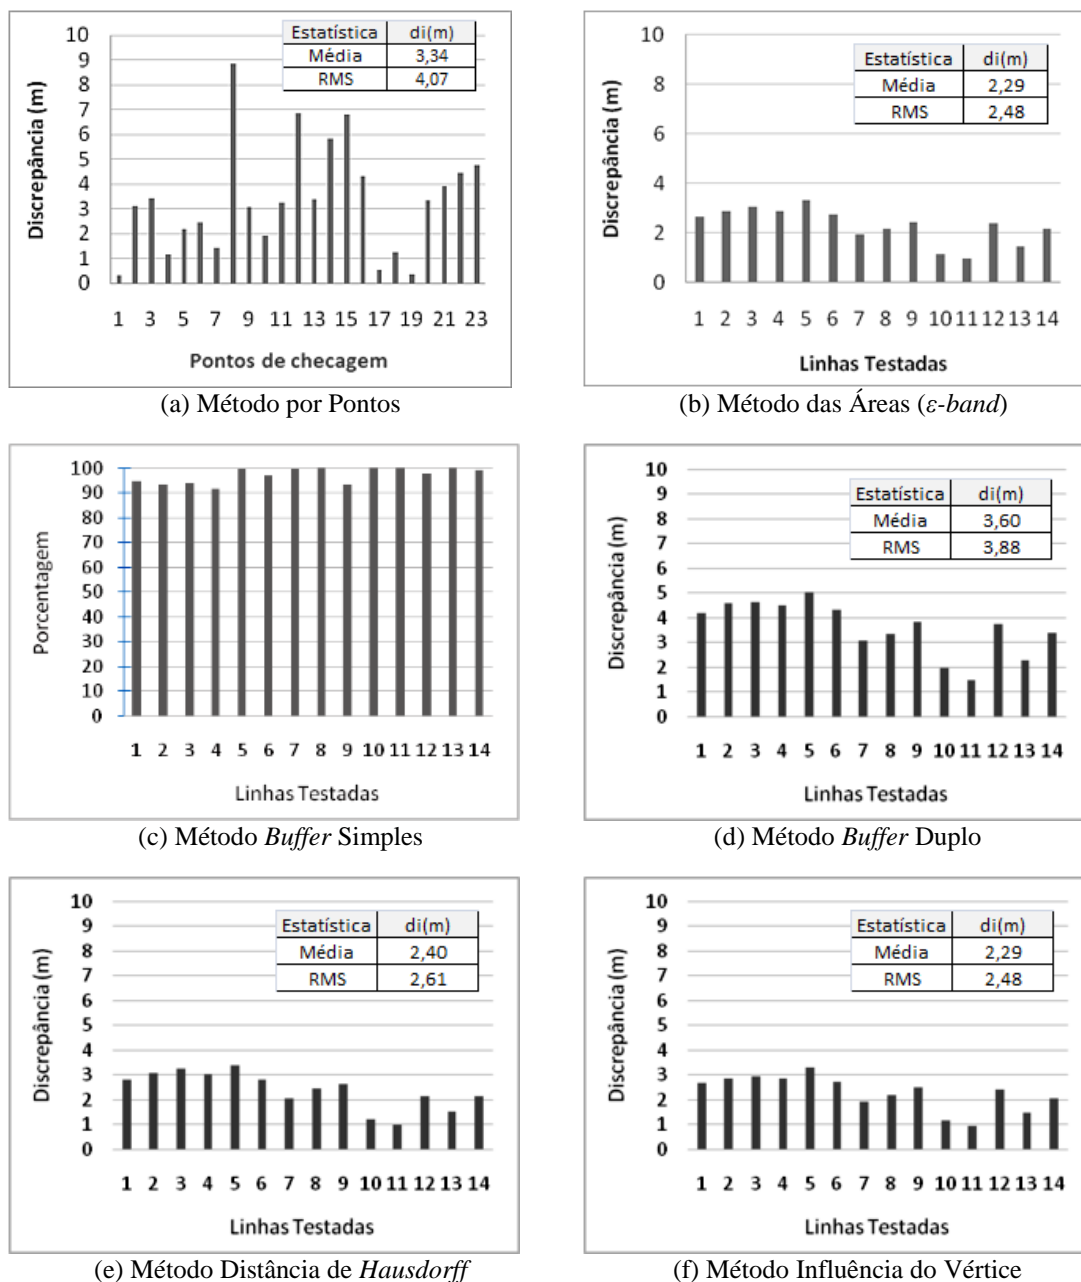 10
9
8
7
6
5
4
3
2
1
0
Discrepância (m)
Estatística di(m)
Média 3,34
RMS 4,07
1 3 5 7 9 11 13 15 17 19 21 23
Pontos de checagem
(a) Método por Pontos
10
8
6
4
2
0
Discrepância (m)
Estatística di(m)
Média 2,29
RMS 2,48
1 2 3 4 5 6 7 8 9 10 11 12 13 14
Linhas Testadas
(b) Método das Áreas (ε-band)
100
90
80
70
60
50
40
30
20
10
0
Porcentagem
1 2 3 4 5 6 7 8 9 10 11 12 13 14
Linhas Testadas
(c) Método Buffer Simples
10
9
8
7
6
5
4
3
2
1
0
Discrepância (m)
Estatística di(m)
Média 3,60
RMS 3,88
1 2 3 4 5 6 7 8 9 10 11 12 13 14
Linhas Testadas
(d) Método Buffer Duplo
10
9
8
7
6
5
4
3
2
1
0
Discrepância (m)
Estatística di(m)
Média 2,40
RMS 2,61
1 2 3 4 5 6 7 8 9 10 11 12 13 14
Linhas Testadas
(e) Método Distância de Hausdorff
10
9
8
7
6
5
4
3
2
1
0
Discrepância (m)
Estatística di(m)
Média 2,29
RMS 2,48
1 2 3 4 5 6 7 8 9 10 11 12 13 14
Linhas Testadas
(f) Método Influência do Vértice